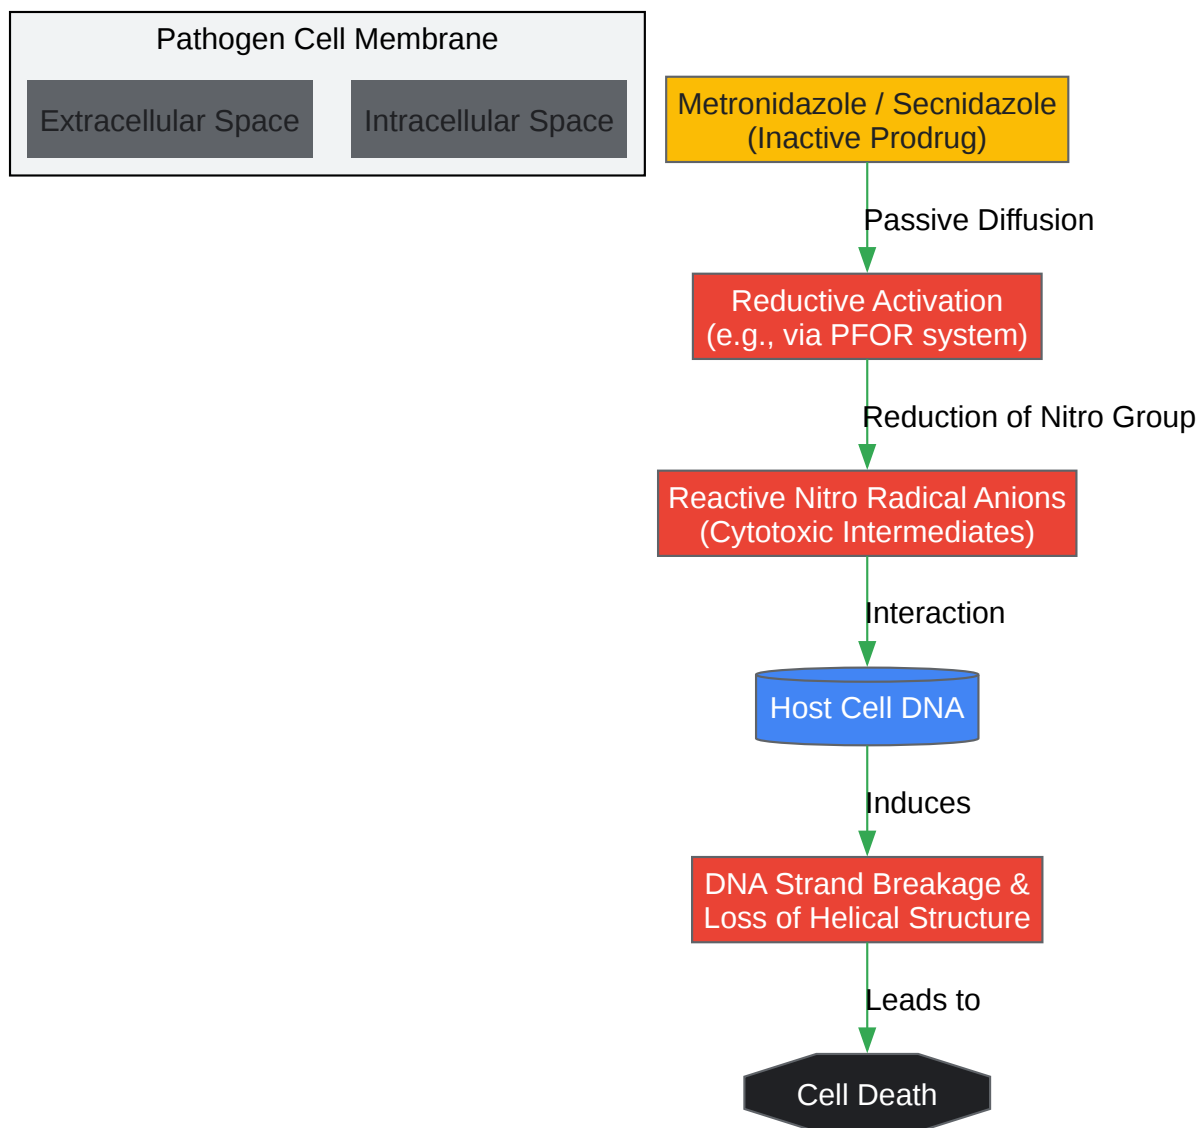 Pathogen Cell Membrane
Extracellular Space
Intracellular Space
Metronidazole / Secnidazole
(Inactive Prodrug)
Passive Diffusion
Reductive Activation
(e.g., via PFOR system)
Reduction of Nitro Group
Reactive Nitro Radical Anions
(Cytotoxic Intermediates)
Interaction
Host Cell DNA
Induces
DNA Strand Breakage &
Loss of Helical Structure
Leads to
Cell Death